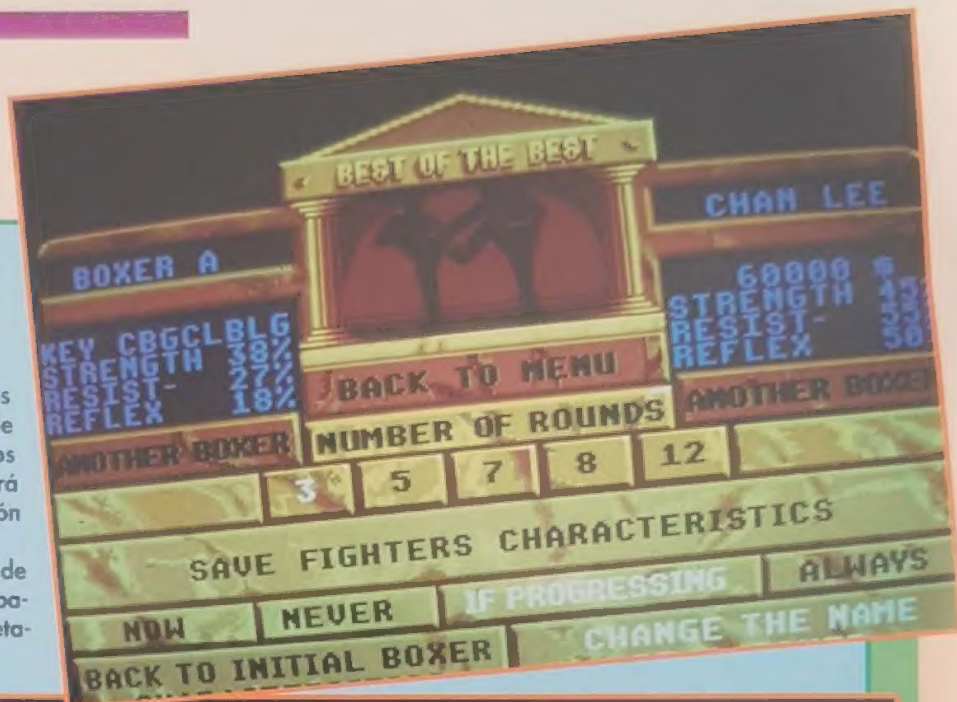 BEST OF THE BEST
BOXER A
KEY CBGCLBLG
STRENGTH 38%
RESIST- 27%
REFLEX 18%
ANOTHER BOXER
CHAN LEE
60000 $
STRENGTH
RESIST-
REFLEX
ANOTHER BOXER
BACK TO MENU
NUMBER OF ROUNDS
3 5 7 8 12
SAVE FIGHTERS CHARACTERISTICS
NOW NEVER IF PROGRESSING ALWAYS
BACK TO INITIAL BOXER CHANGE THE NAME